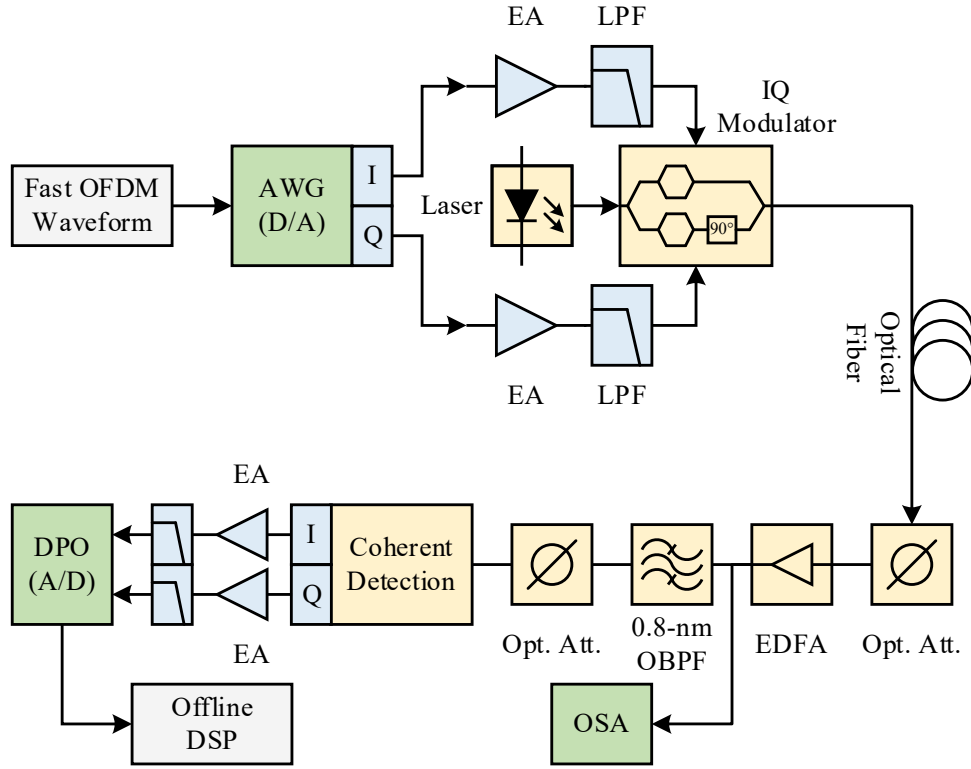 EA
LPF
IQ
Modulator
Fast OFDM
Waveform
AWG
(D/A)
I
Q
Laser
90°
EA
LPF
Optical
Fiber
EA
DPO
(A/D)
I
Q
Coherent
Detection
EA
Opt. Att.
0.8-nm
OBPF
EDFA
Opt. Att.
Offline
DSP
OSA